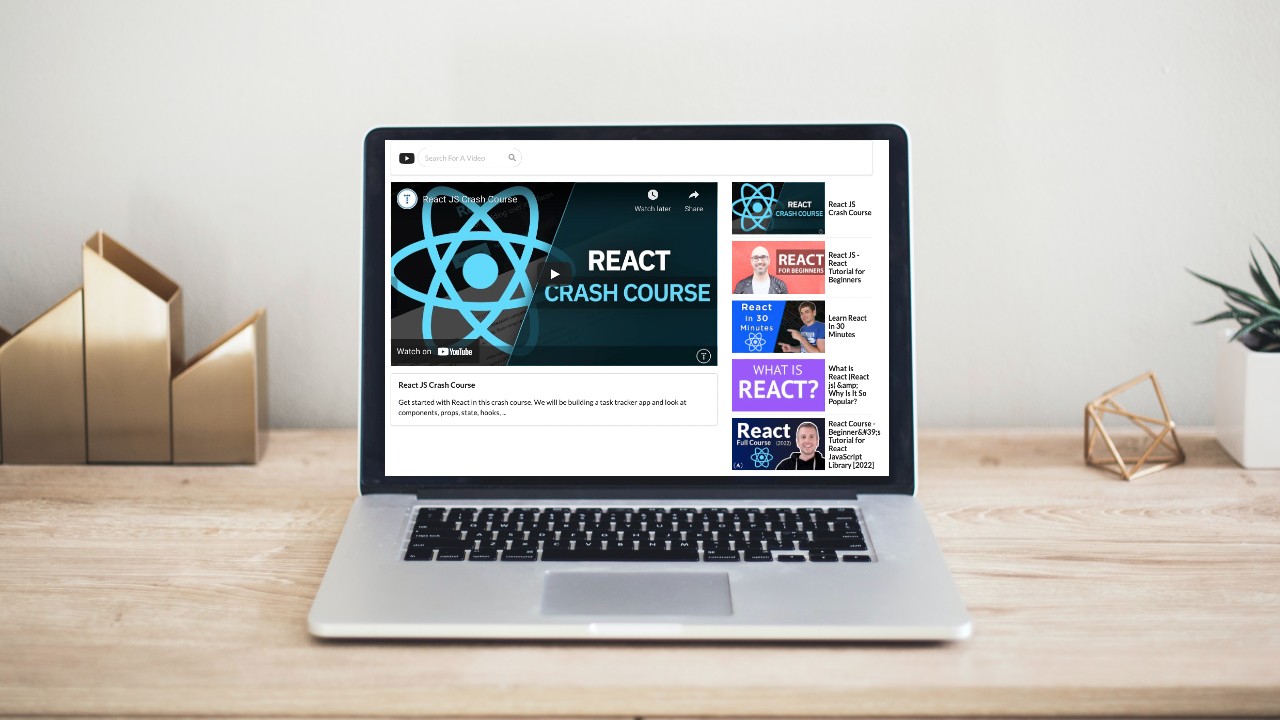 Search For A Video
React JS Crash Course
Watch later
Share
REACT
CRASH COURSE
Watch on YouTube
React JS Crash Course
Get started with React in this crash course. We will be building a task tracker app and look at
components, props, state, hooks, ...
REACT
CRASH COURSE
React JS
Crash Course
REACT
FOR BEGINNERS
React JS -
React
Tutorial for
Beginners
React
In 30
Minutes
Learn React
In 30
Minutes
WHAT IS
REACT?
What Is
React (React
js) &amp;
Why Is It So
Popular?
React
Full Course (2022)
React Course -
Beginner&#39;s
Tutorial for
React
JavaScript
Library [2022]
command
command